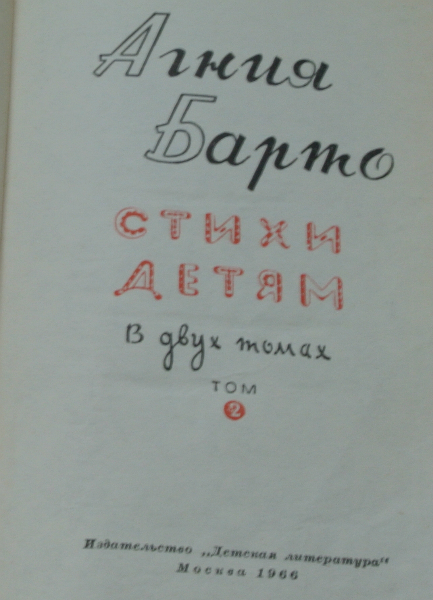 Агния
Барто
СТИХИ
ДЕТЯМ
В двух томах
ТОМ
2
Издательство „Детская литература“
Москва 1966